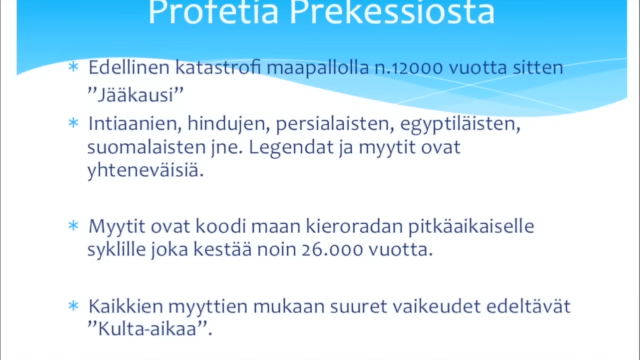 Profetia Prekessiosta
* Edellinen katastrofi maapallolla n.12000 vuotta sitten
”Jääkausi”
* Intiaanien, hindujen, persialaisten, egyptiläisten,
suomalaisten jne. Legendat ja myytit ovat
yhteneväisiä.
* Myytit ovat koodi maan kieroradan pitkäaikaiselle
syklille joka kestää noin 26.000 vuotta.
* Kaikkien myyttien mukaan suuret vaikeudet edeltävät
”Kulta-aikaa”.